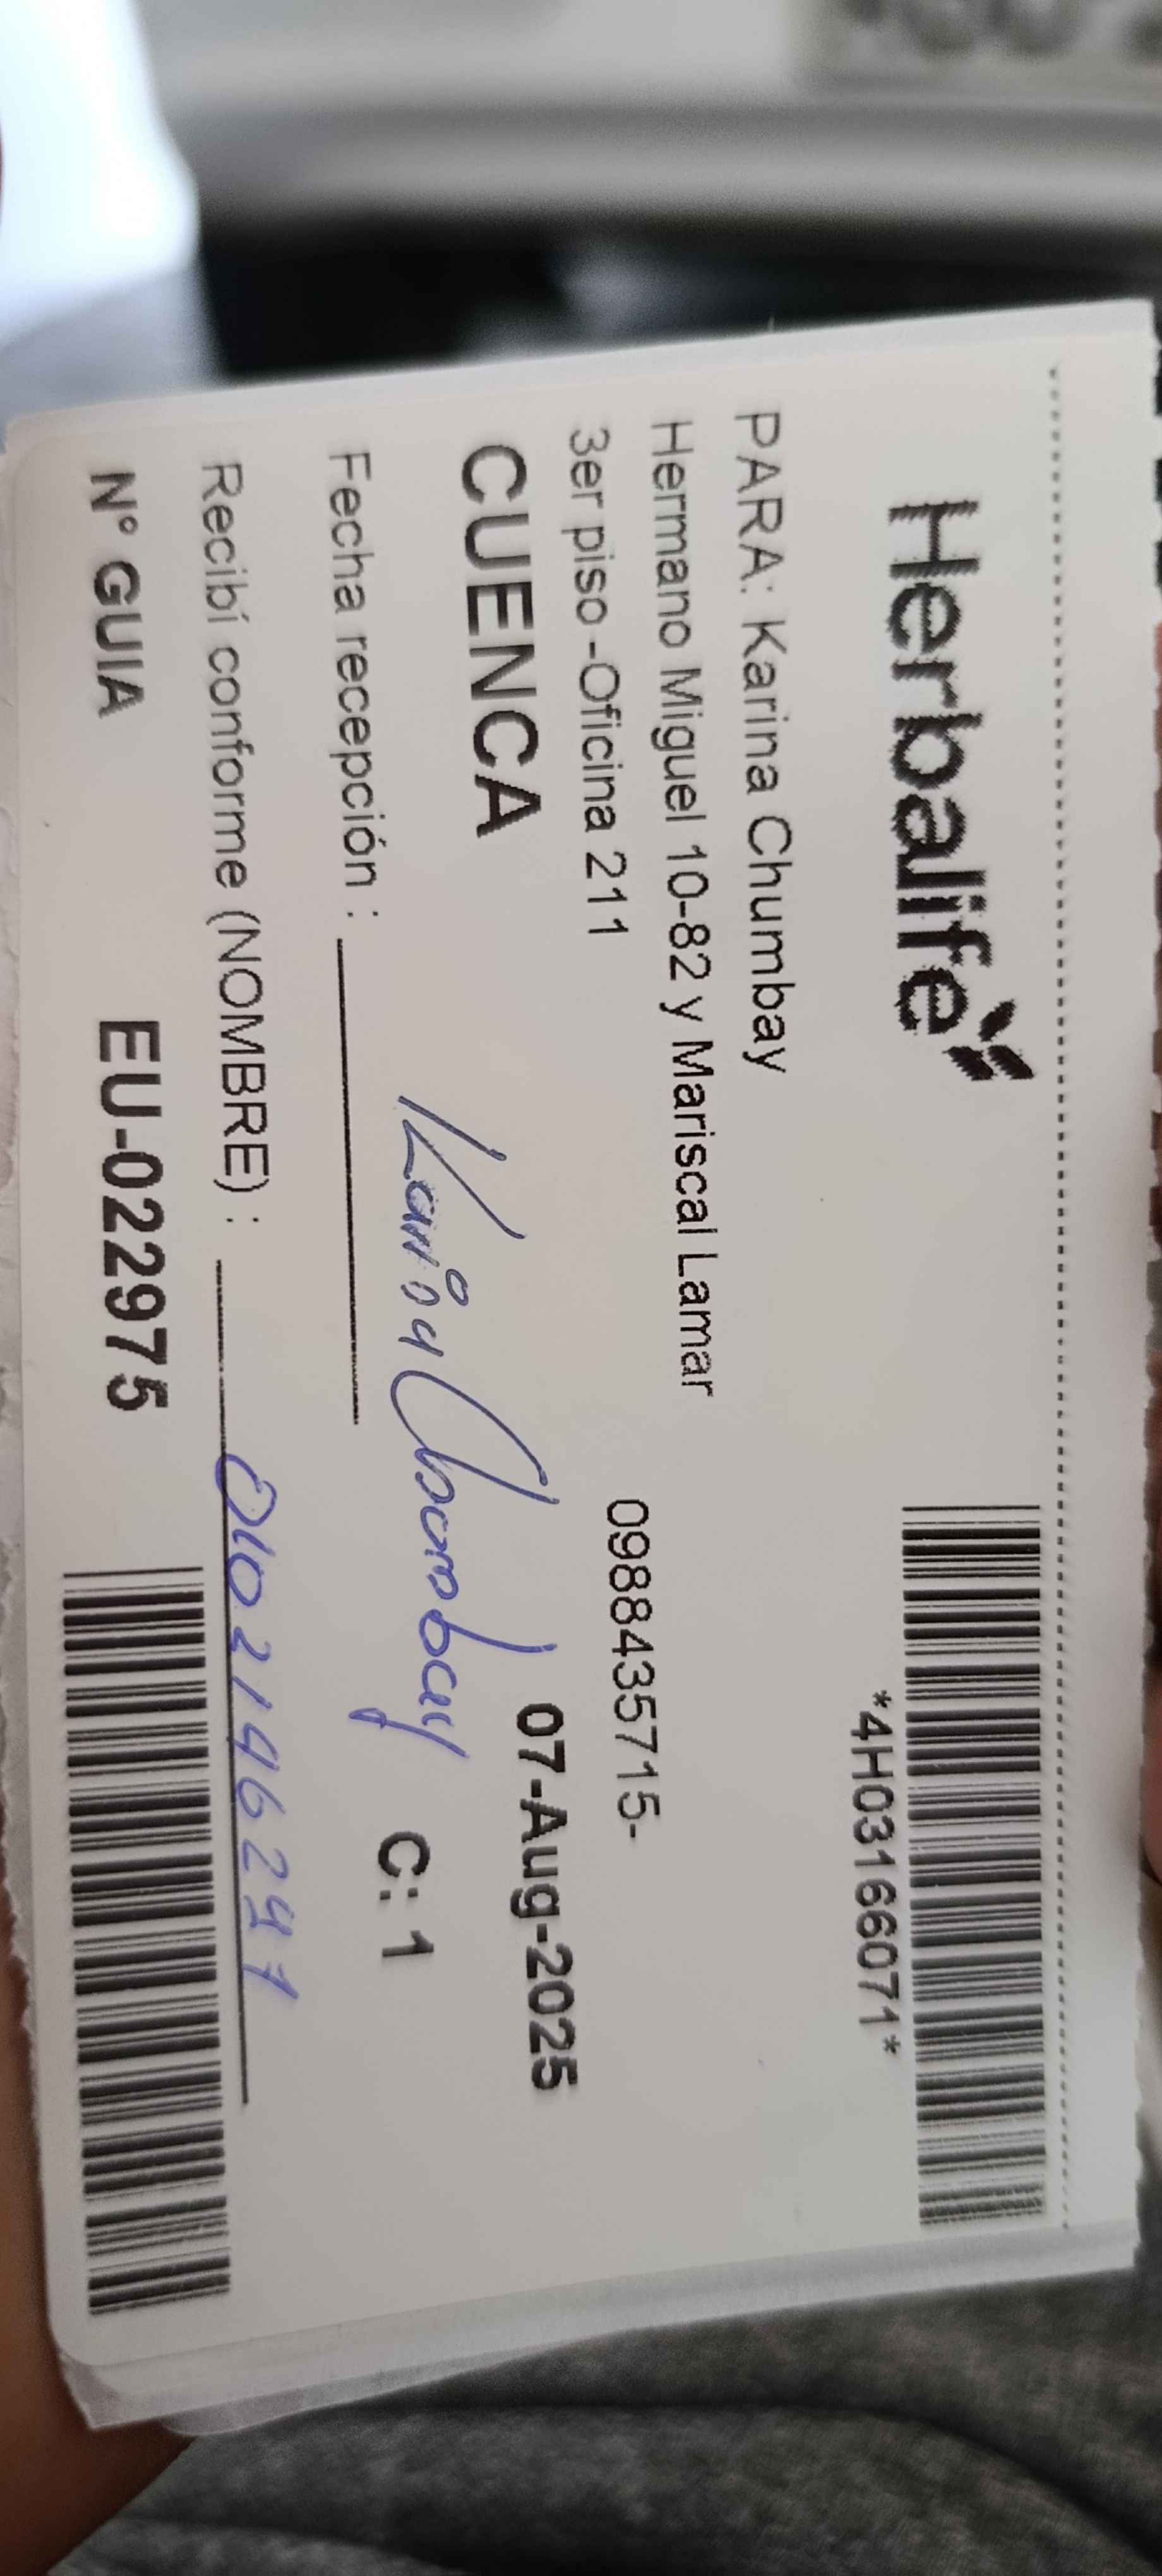 Herbalife
*4H03166071*
PARA: Karina Chumbay
Hermano Miguel 10-82 y Mariscal Lamar
3er piso -Oficina 211
0988435715-
CUENCA
07-Aug-2025
Karina Chumbay
Fecha recepción :
C: 1
Recibí conforme (NOMBRE) :
N° GUIA
EU-022975